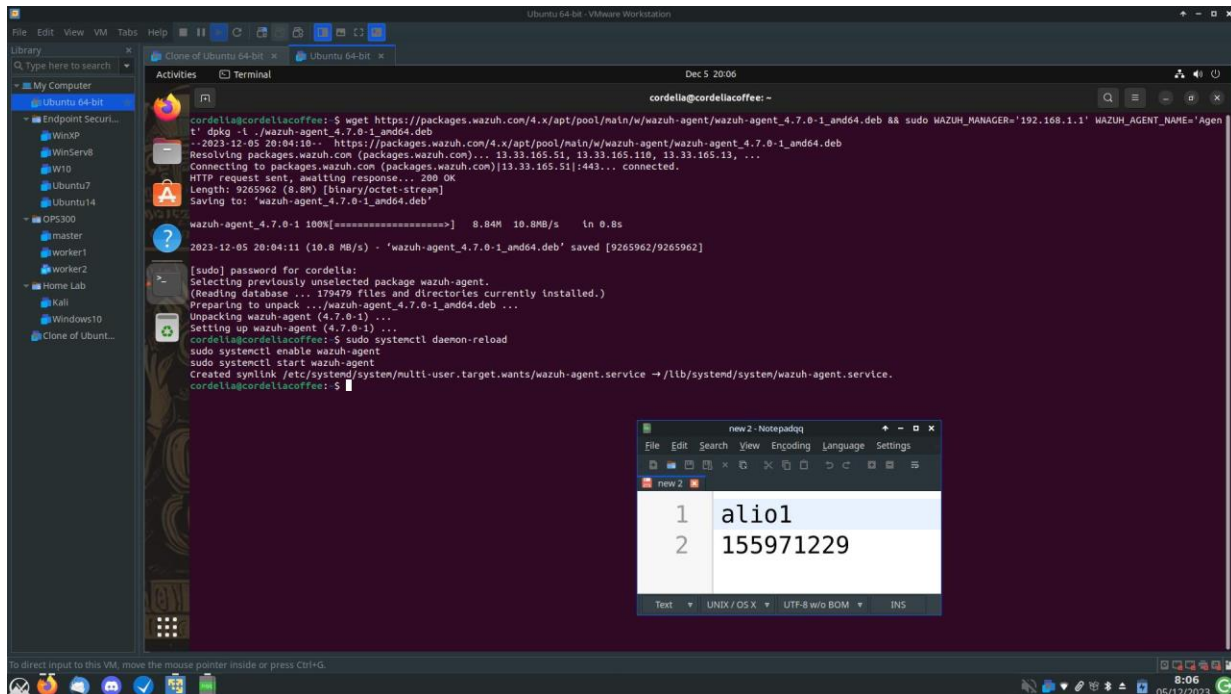 Ubuntu 64-bit - VMware Workstation
File Edit View VM Tabs Help
Library
Type here to search
My Computer
Ubuntu 64-bit
Endpoint Securi...
WinXP
WinServ8
W10
Ubuntu7
Ubuntu14
OPS300
master
worker1
worker2
Home Lab
Kali
Windows10
Clone of Ubunt...
Clone of Ubuntu 64-bit
Ubuntu 64-bit
Activities Terminal Dec 5 20:06
cordelia@cordeliacoffee: ~
cordelia@cordeliacoffee:~$ wget https://packages.wazuh.com/4.x/apt/pool/main/w/wazuh-agent/wazuh-agent_4.7.0-1_amd64.deb && sudo WAZUH_MANAGER='192.168.1.1' WAZUH_AGENT_NAME='Agen
t' dpkg -i ./wazuh-agent_4.7.0-1_amd64.deb
--2023-12-05 20:04:10-- https://packages.wazuh.com/4.x/apt/pool/main/w/wazuh-agent/wazuh-agent_4.7.0-1_amd64.deb
Resolving packages.wazuh.com (packages.wazuh.com)... 13.33.165.51, 13.33.165.110, 13.33.165.13, ...
Connecting to packages.wazuh.com (packages.wazuh.com)|13.33.165.51|:443... connected.
HTTP request sent, awaiting response... 200 OK
Length: 9265962 (8.8M) [binary/octet-stream]
Saving to: ‘wazuh-agent_4.7.0-1_amd64.deb’
wazuh-agent_4.7.0-1 100%[===================>] 8.84M 10.8MB/s in 0.8s
2023-12-05 20:04:11 (10.8 MB/s) - ‘wazuh-agent_4.7.0-1_amd64.deb’ saved [9265962/9265962]
[sudo] password for cordelia:
Selecting previously unselected package wazuh-agent.
(Reading database ... 179479 files and directories currently installed.)
Preparing to unpack .../wazuh-agent_4.7.0-1_amd64.deb ...
Unpacking wazuh-agent (4.7.0-1) ...
Setting up wazuh-agent (4.7.0-1) ...
cordelia@cordeliacoffee:~$ sudo systemctl daemon-reload
sudo systemctl enable wazuh-agent
sudo systemctl start wazuh-agent
Created symlink /etc/systemd/system/multi-user.target.wants/wazuh-agent.service → /lib/systemd/system/wazuh-agent.service.
cordelia@cordeliacoffee:~$
new 2 - Notepadqq
File Edit Search View Encoding Language Settings
new 2
1 alio1
2 155971229
Text UNIX / OS X UTF-8 w/o BOM INS
To direct input to this VM, move the mouse pointer inside or press Ctrl+G.
8:06
05/12/2023